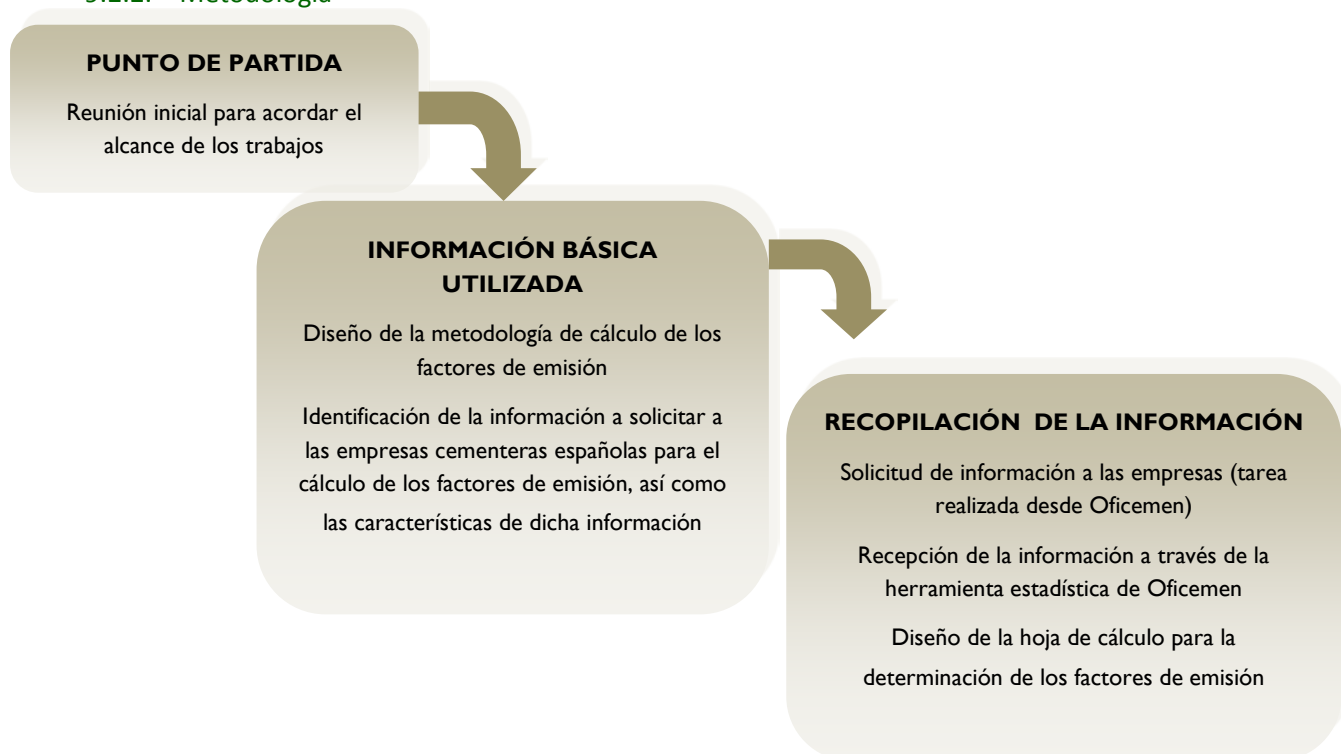 5.2.2. Metodología
PUNTO DE PARTIDA
Reunión inicial para acordar el
alcance de los trabajos
INFORMACIÓN BÁSICA
UTILIZADA
Diseño de la metodología de cálculo de los
factores de emisión
Identificación de la información a solicitar a
las empresas cementeras españolas para el
cálculo de los factores de emisión, así como
las características de dicha información
RECOPILACIÓN DE LA INFORMACIÓN
Solicitud de información a las empresas (tarea
realizada desde Oficemen)
Recepción de la información a través de la
herramienta estadística de Oficemen
Diseño de la hoja de cálculo para la
determinación de los factores de emisión